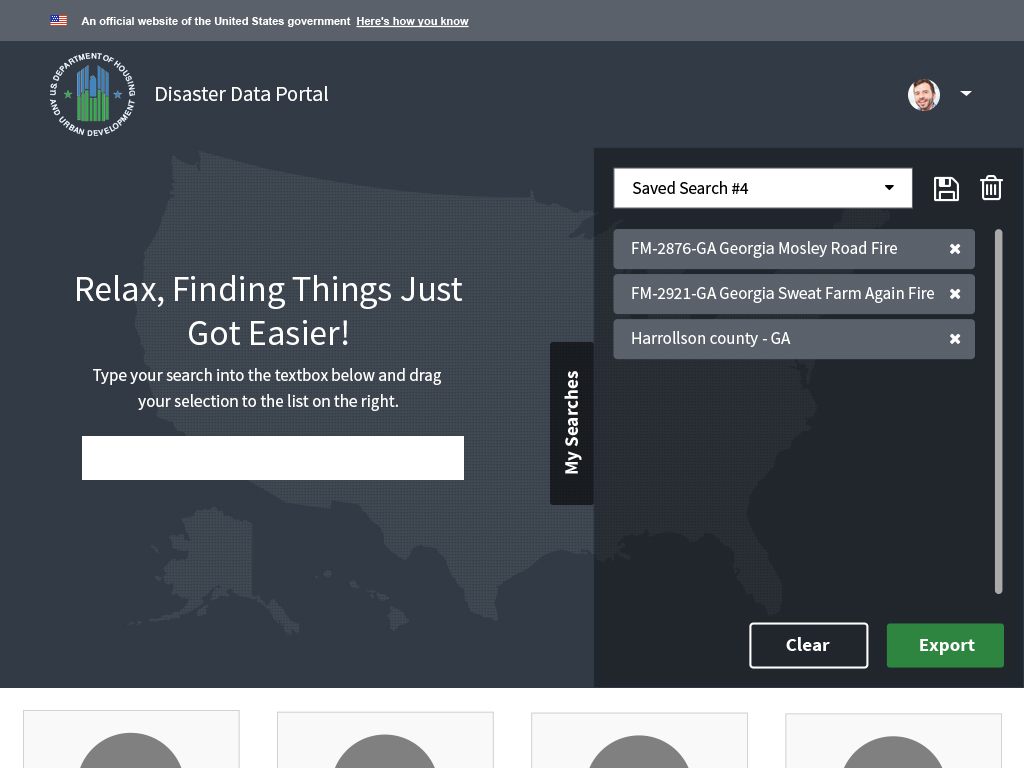 An official website of the United States government Here's how you know
U.S DEPARTMENT OF HOUSING
AND URBAN DEVELOPMENT
Disaster Data Portal
Saved Search #4
FM-2876-GA Georgia Mosley Road Fire
FM-2921-GA Georgia Sweat Farm Again Fire
Harrollson county - GA
Relax, Finding Things Just
Got Easier!
Type your search into the textbox below and drag
your selection to the list on the right.
My Searches
Clear
Export